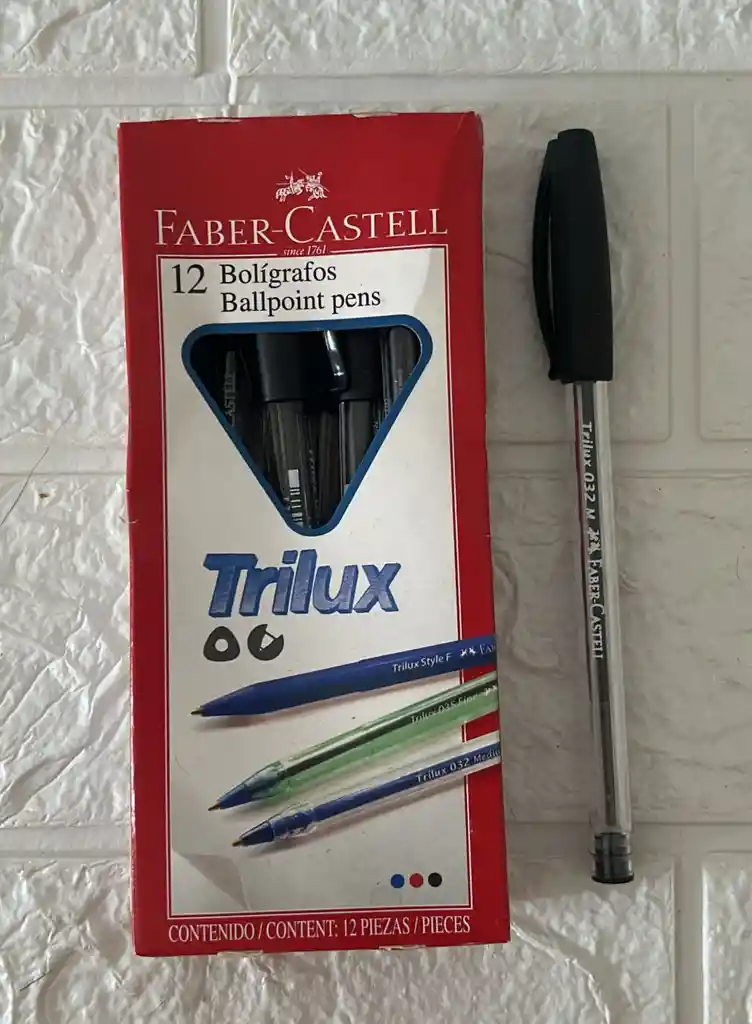 FABER-CASTELL
since 1761
12 Bolígrafos
Ballpoint pens
CASTELL
Trilux
Trilux Style F
Trilux 035 Fine
Trilux 032 Medium
CONTENIDO / CONTENT: 12 PIEZAS / PIECES
Trilux 032 M FABER-CASTELL